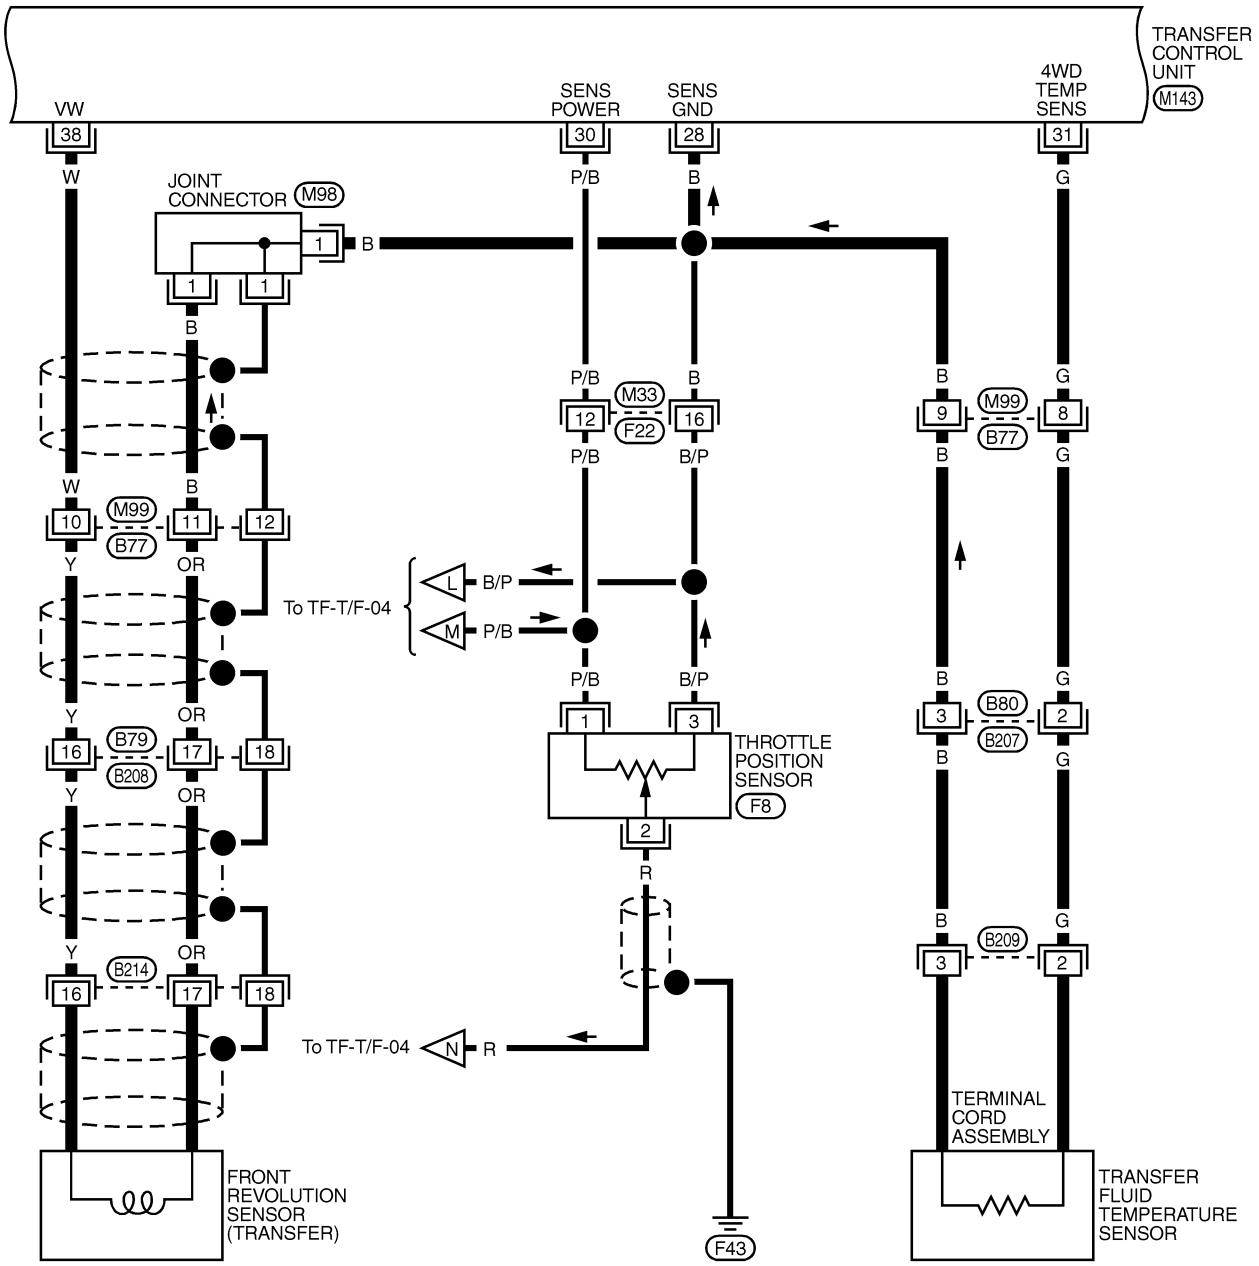 TRANSFER
CONTROL
UNIT
M143
VW
SENS
POWER
SENS
GND
4WD
TEMP
SENS
38
30
28
31
W
P/B
B
G
JOINT
CONNECTOR
M98
1
B
1
1
B
P/B
B
B
G
M33
F22
12
16
M99
B77
9
8
P/B
B/P
B
G
W
B
M99
B77
10
11
12
Y
OR
To TF-T/F-04
L
B/P
M
P/B
P/B
B/P
B
G
1
3
B80
B207
3
2
B
G
Y
OR
B79
B208
16
17
18
Y
OR
THROTTLE
POSITION
SENSOR
F8
2
R
B
G
B209
3
2
Y
OR
B214
16
17
18
To TF-T/F-04
N
R
TERMINAL
CORD
ASSEMBLY
FRONT
REVOLUTION
SENSOR
(TRANSFER)
F43
TRANSFER
FLUID
TEMPERATURE
SENSOR